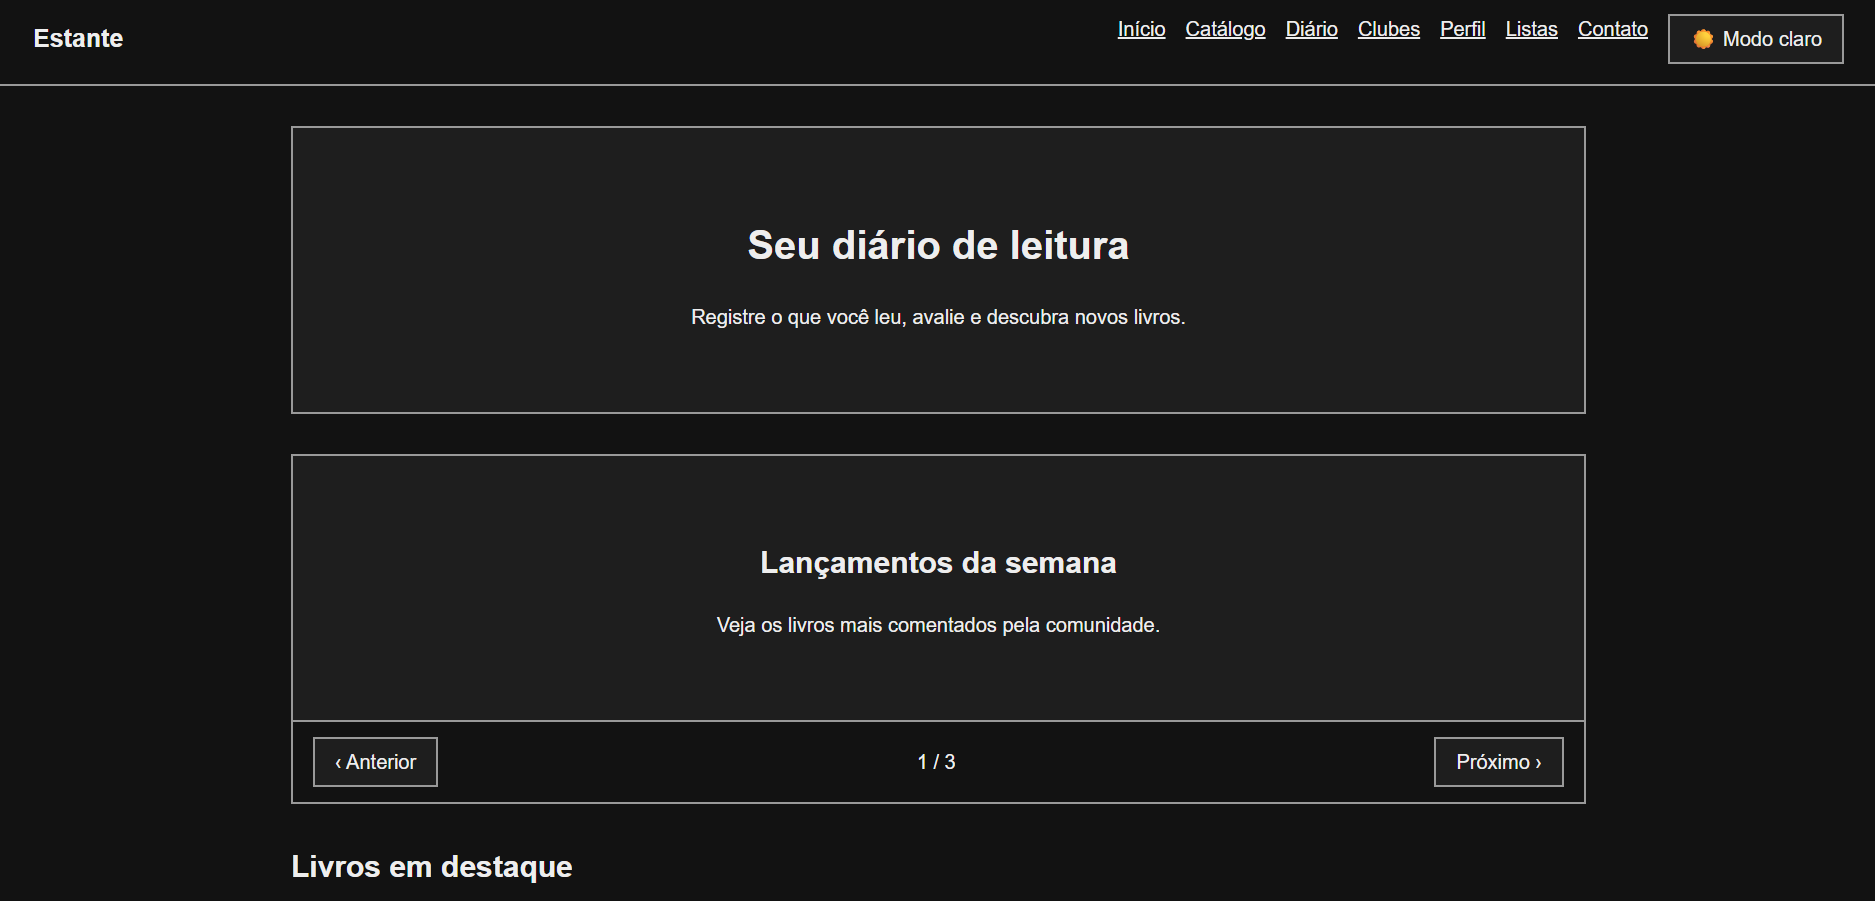 Estante
Início Catálogo Diário Clubes Perfil Listas Contato Modo claro
Seu diário de leitura
Registre o que você leu, avalie e descubra novos livros.
Lançamentos da semana
Veja os livros mais comentados pela comunidade.
‹ Anterior 1 / 3 Próximo ›
Livros em destaque